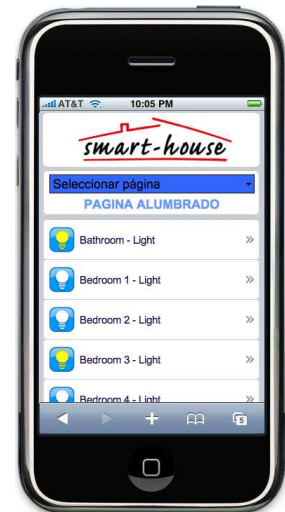 AT&T 10:05 PM
smart-house
Seleccionar página
PAGINA ALUMBRADO
Bathroom - Light
Bedroom 1 - Light
Bedroom 2 - Light
Bedroom 3 - Light
Bedroom 4 - Light
5